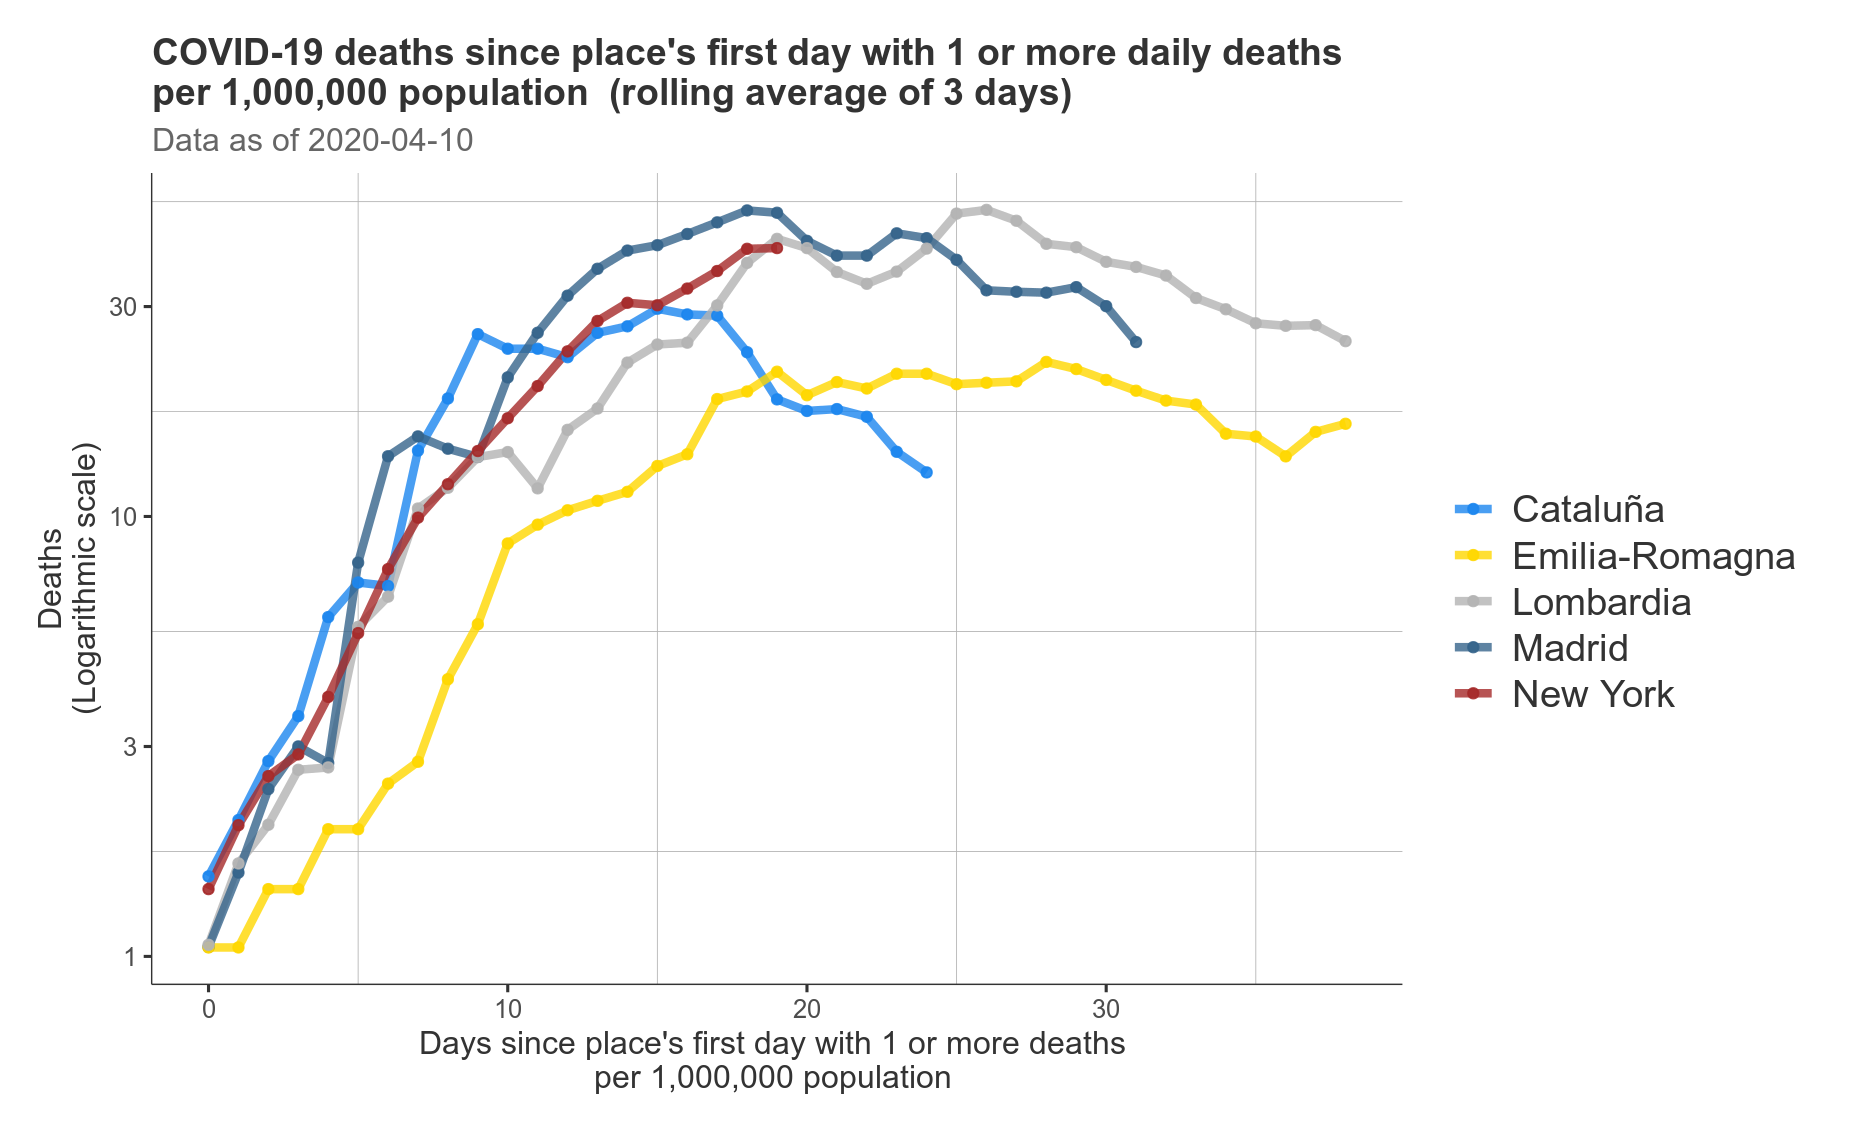 COVID-19 deaths since place's first day with 1 or more daily deaths
per 1,000,000 population  (rolling average of 3 days)
Data as of 2020-04-10
30
10
3
1
Deaths
(Logarithmic scale)
0
10
20
30
Days since place's first day with 1 or more deaths
per 1,000,000 population
Cataluña
Emilia-Romagna
Lombardia
Madrid
New York